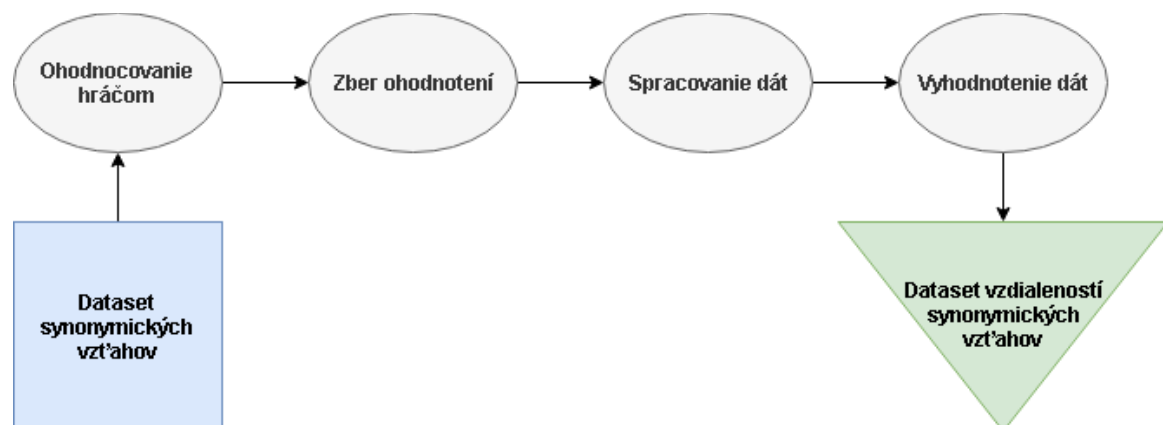 Ohodnocovanie
hráčom
Zber ohodnotení
Spracovanie dát
Vyhodnotenie dát
Dataset
synonymických
vzťahov
Dataset vzdialeností
synonymických
vzťahov